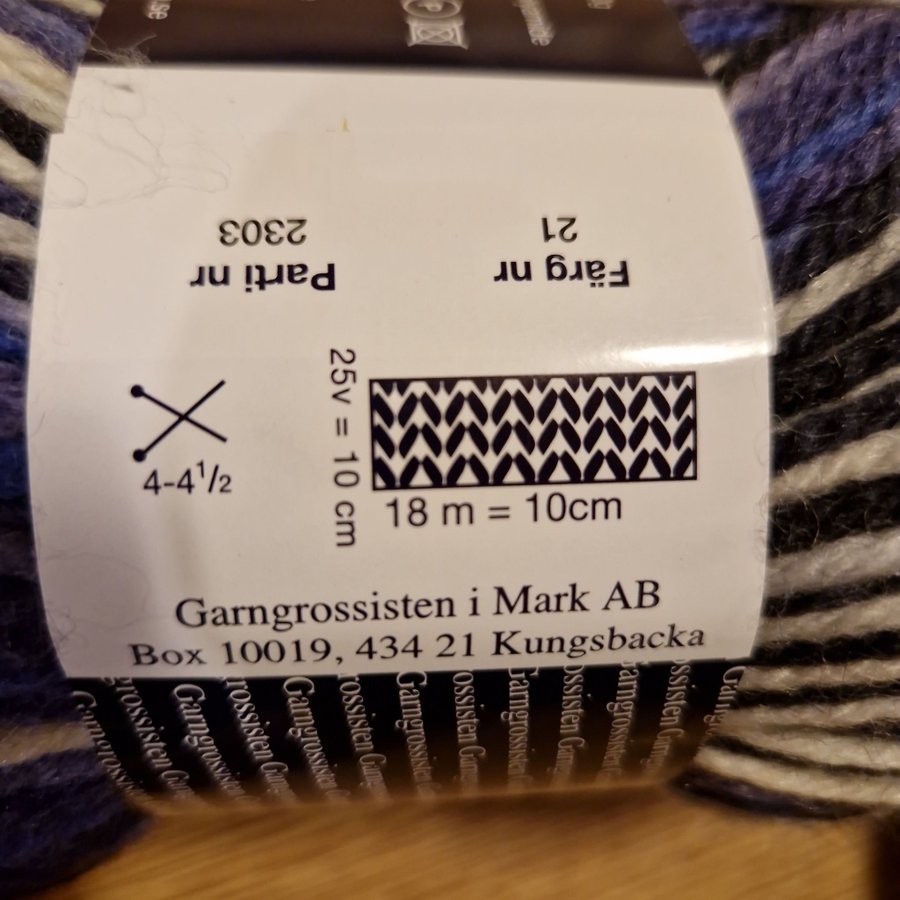 Färg nr
21
Parti nr
2303
25v = 10 cm
18 m = 10cm
4-4½
Garngrossisten i Mark AB
Box 10019, 434 21 Kungsbacka
Garngrossisten